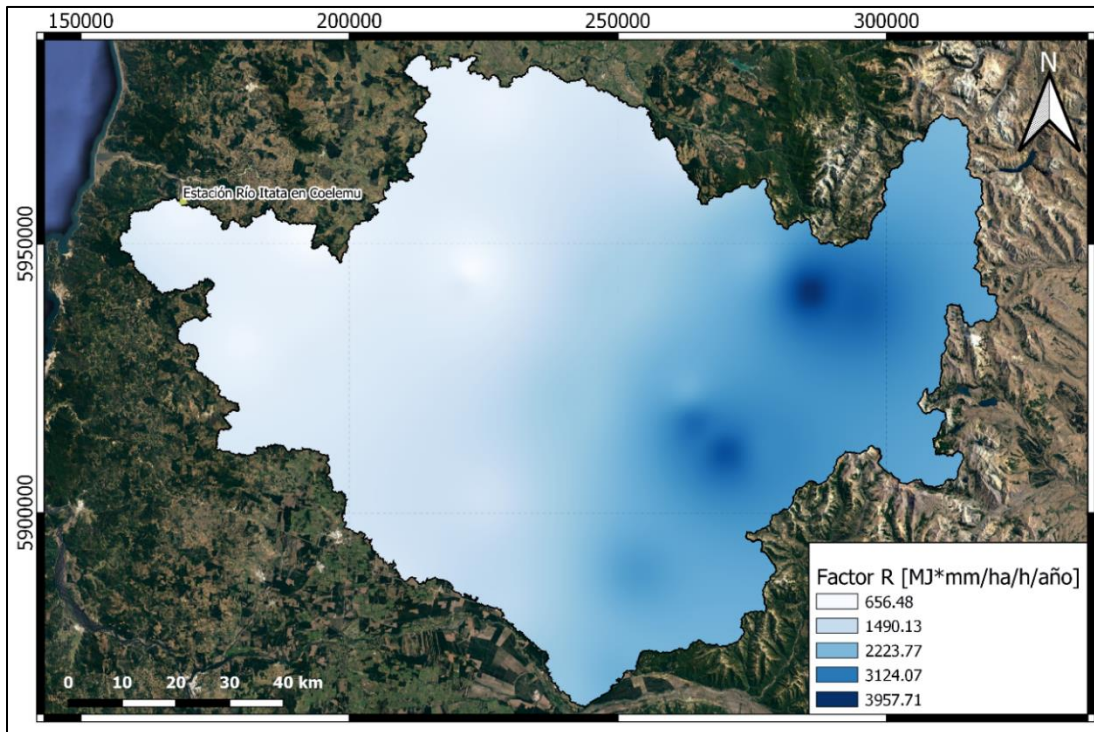 150000
200000
250000
300000
N
Estación Río Itata en Coelemu
5950000
5900000
Factor R [MJ*mm/ha/h/año]
656.48
1490.13
2223.77
3124.07
3957.71
0 10 20 30 40 km